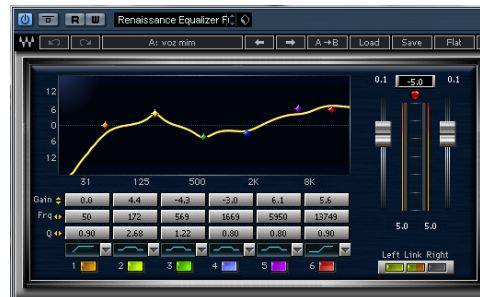 R W Renaissance Equalizer
A: voz mim A→B Load Save Flat
12
6
0
6
12
31 125 500 2K 8K
0.1 -5.0 0.1
Gain 0.0 4.4 -4.3 -3.0 6.1 5.6
Frq 50 172 569 1669 5950 13749
Q 0.90 2.68 1.22 0.80 0.80 0.90
1 2 3 4 5 6
5.0 5.0
Left Link Right